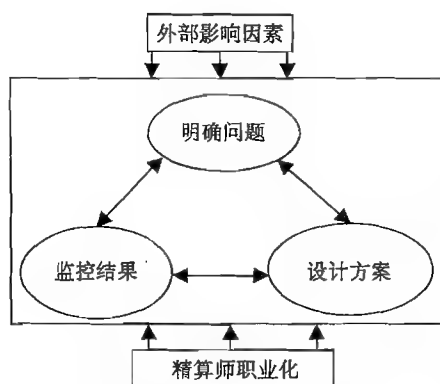 外部影响因素
明确问题
监控结果
设计方案
精算师职业化